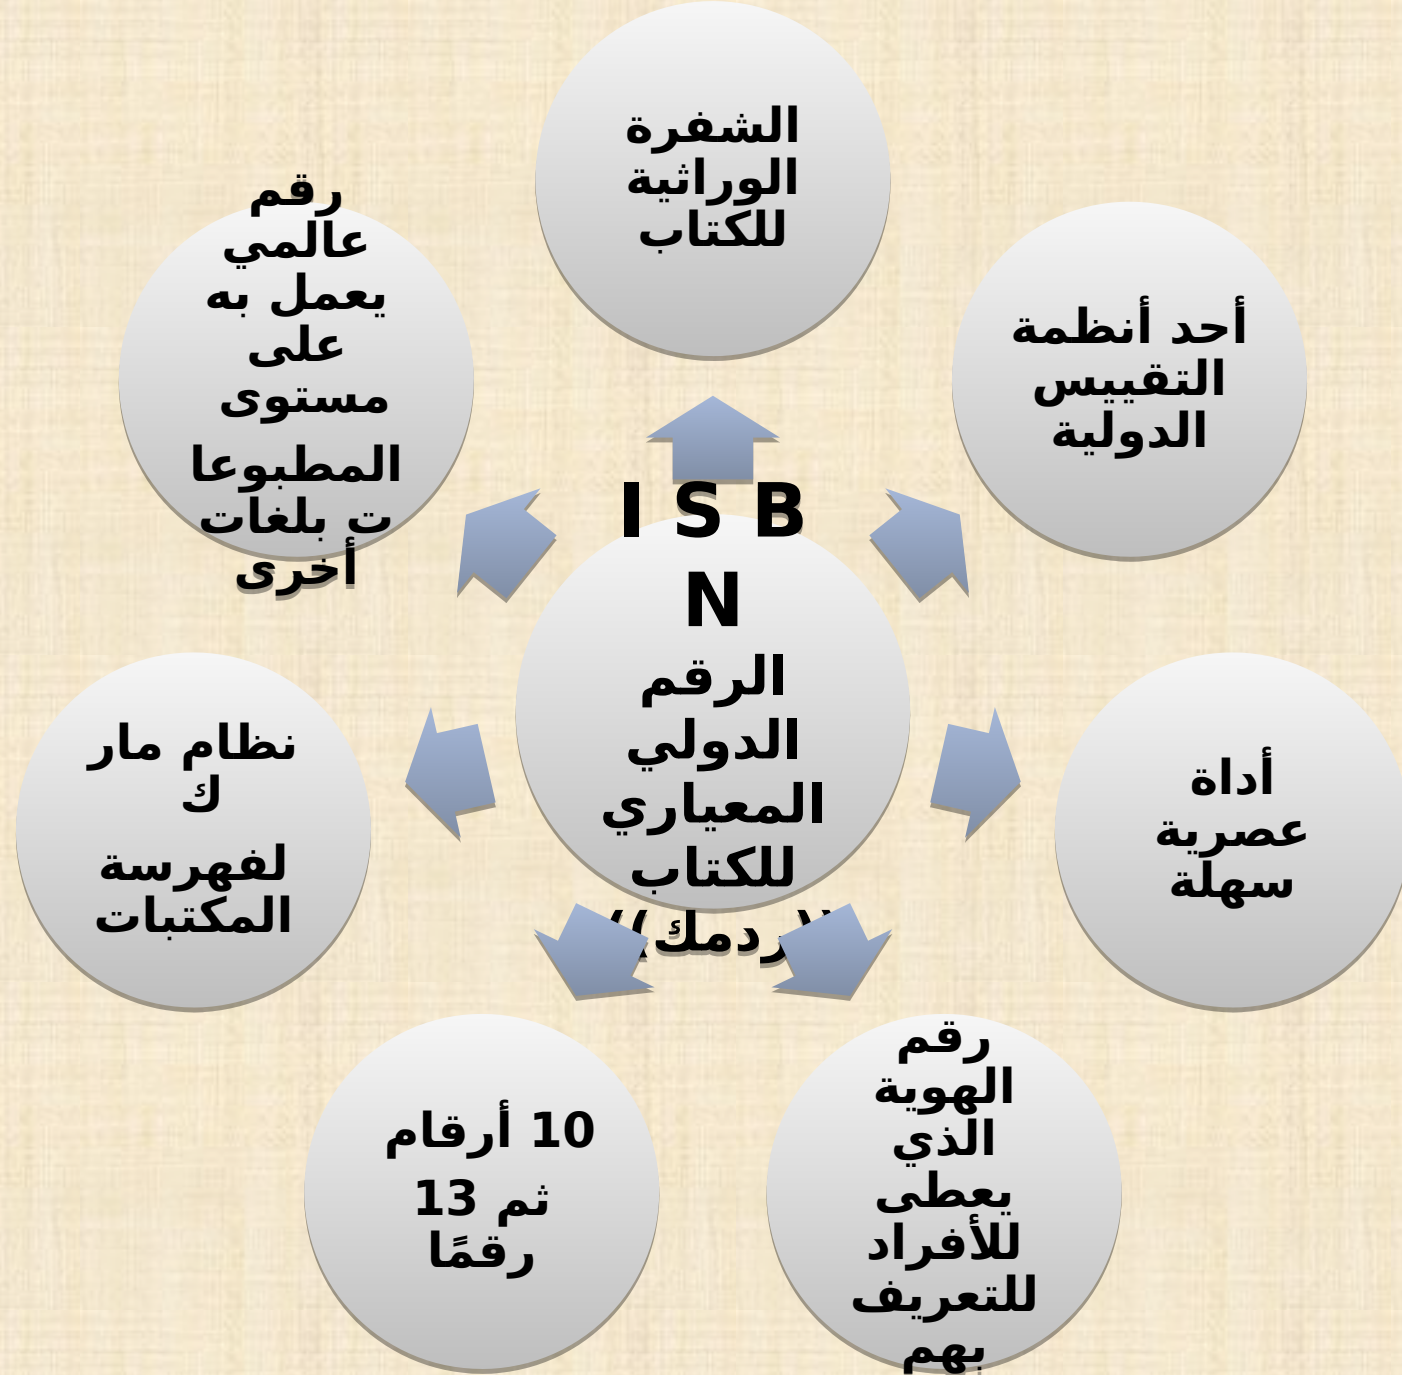 الشفرة
الوراثية
للكتاب
أحد أنظمة
التقييس
الدولية
أداة
عصرية
سهلة
رقم
الهوية
الذي
يعطى
للأفراد
للتعريف
بهم
10 أرقام
ثم 13
رقمًا
نظام مار
ك
لفهرسة
المكتبات
رقم
عالمي
يعمل به
على
مستوى
المطبوعا
ت بلغات
أخرى
I S B
N
الرقم
الدولي
المعياري
للكتاب
((ردمك))